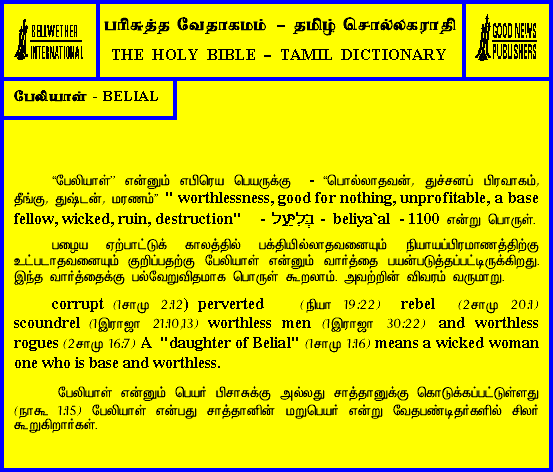 BELLWETHER
INTERNATIONAL
பரிசுத்த வேதாகமம் – தமிழ் சொல்லகராதி
THE HOLY BIBLE – TAMIL DICTIONARY
GOOD NEWS
PUBLISHERS
பேலியாள் - BELIAL
“பேலியாள்” என்னும் எபிரெய பெயருக்கு - “பொல்லாதவன், துச்சனப் பிரவாகம்,
தீங்கு, துஷ்டன், மரணம்” " worthlessness, good for nothing, unprofitable, a base
fellow, wicked, ruin, destruction" - בְּלִיַּעַל - beliya`al - 1100 என்று பொருள்.
பழைய ஏற்பாட்டுக் காலத்தில் பக்தியில்லாதவனையும் நியாயப்பிரமாணத்திற்கு
உட்படாதவனையும் குறிப்பதற்கு பேலியாள் என்னும் வார்த்தை பயன்படுத்தப்பட்டிருக்கிறது.
இந்த வார்த்தைக்கு பல்வேறுவிதமாக பொருள் கூறலாம். அவற்றின் விவரம் வருமாறு.
corrupt (1சாமு 2:12) perverted (நியா 19:22) rebel (2சாமு 20:1)
scoundrel (1இராஜா 21:10,13) worthless men (1இராஜா 30:22) and worthless
rogues (2சாமு 16:7) A "daughter of Belial" (1சாமு 1:16) means a wicked woman
one who is base and worthless.
பேலியாள் என்னும் பெயர் பிசாசுக்கு அல்லது சாத்தானுக்கு கொடுக்கப்பட்டுள்ளது
(நாகூ 1:15) பேலியாள் என்பது சாத்தானின் மறுபெயர் என்று வேதபண்டிதர்களில் சிலர்
கூறுகிறார்கள்.